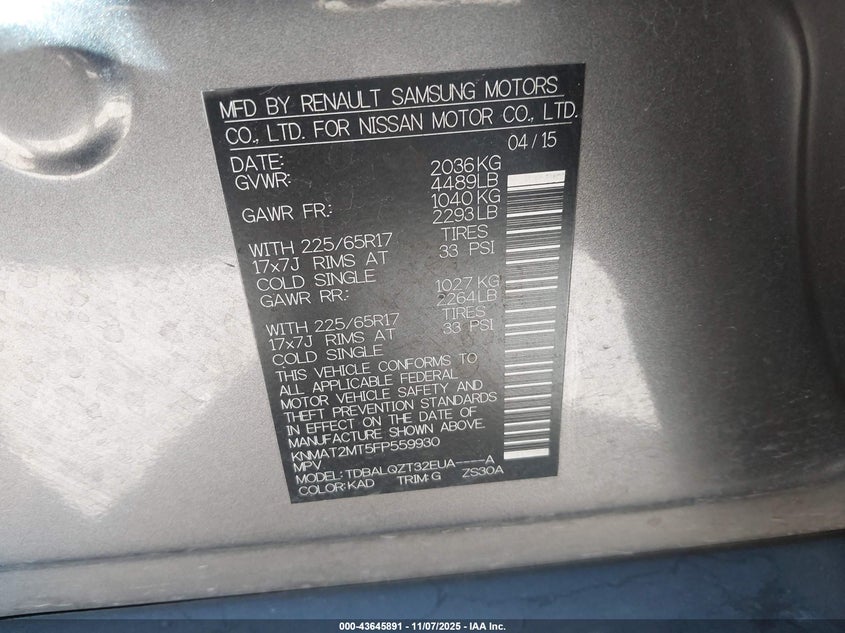 MFD BY RENAULT SAMSUNG MOTORS
CO., LTD. FOR NISSAN MOTOR CO., LTD.
DATE: 04/15
GVWR: 2036KG
4489LB
GAWR FR.: 1040KG
2293LB
WITH 225/65R17 TIRES
17x7J RIMS AT 33 PSI
COLD SINGLE
GAWR RR.: 1027KG
2264LB
WITH 225/65R17 TIRES
17x7J RIMS AT 33 PSI
COLD SINGLE
THIS VEHICLE CONFORMS TO
ALL APPLICABLE FEDERAL
MOTOR VEHICLE SAFETY AND
THEFT PREVENTION STANDARDS
IN EFFECT ON THE DATE OF
MANUFACTURE SHOWN ABOVE.
KNMAT2MT5FP559930
MPV
MODEL: TDBALQZT32EUA----A
COLOR: KAD TRIM: G ZS30A
000-43645891 - 11/07/2025 - IAA Inc.